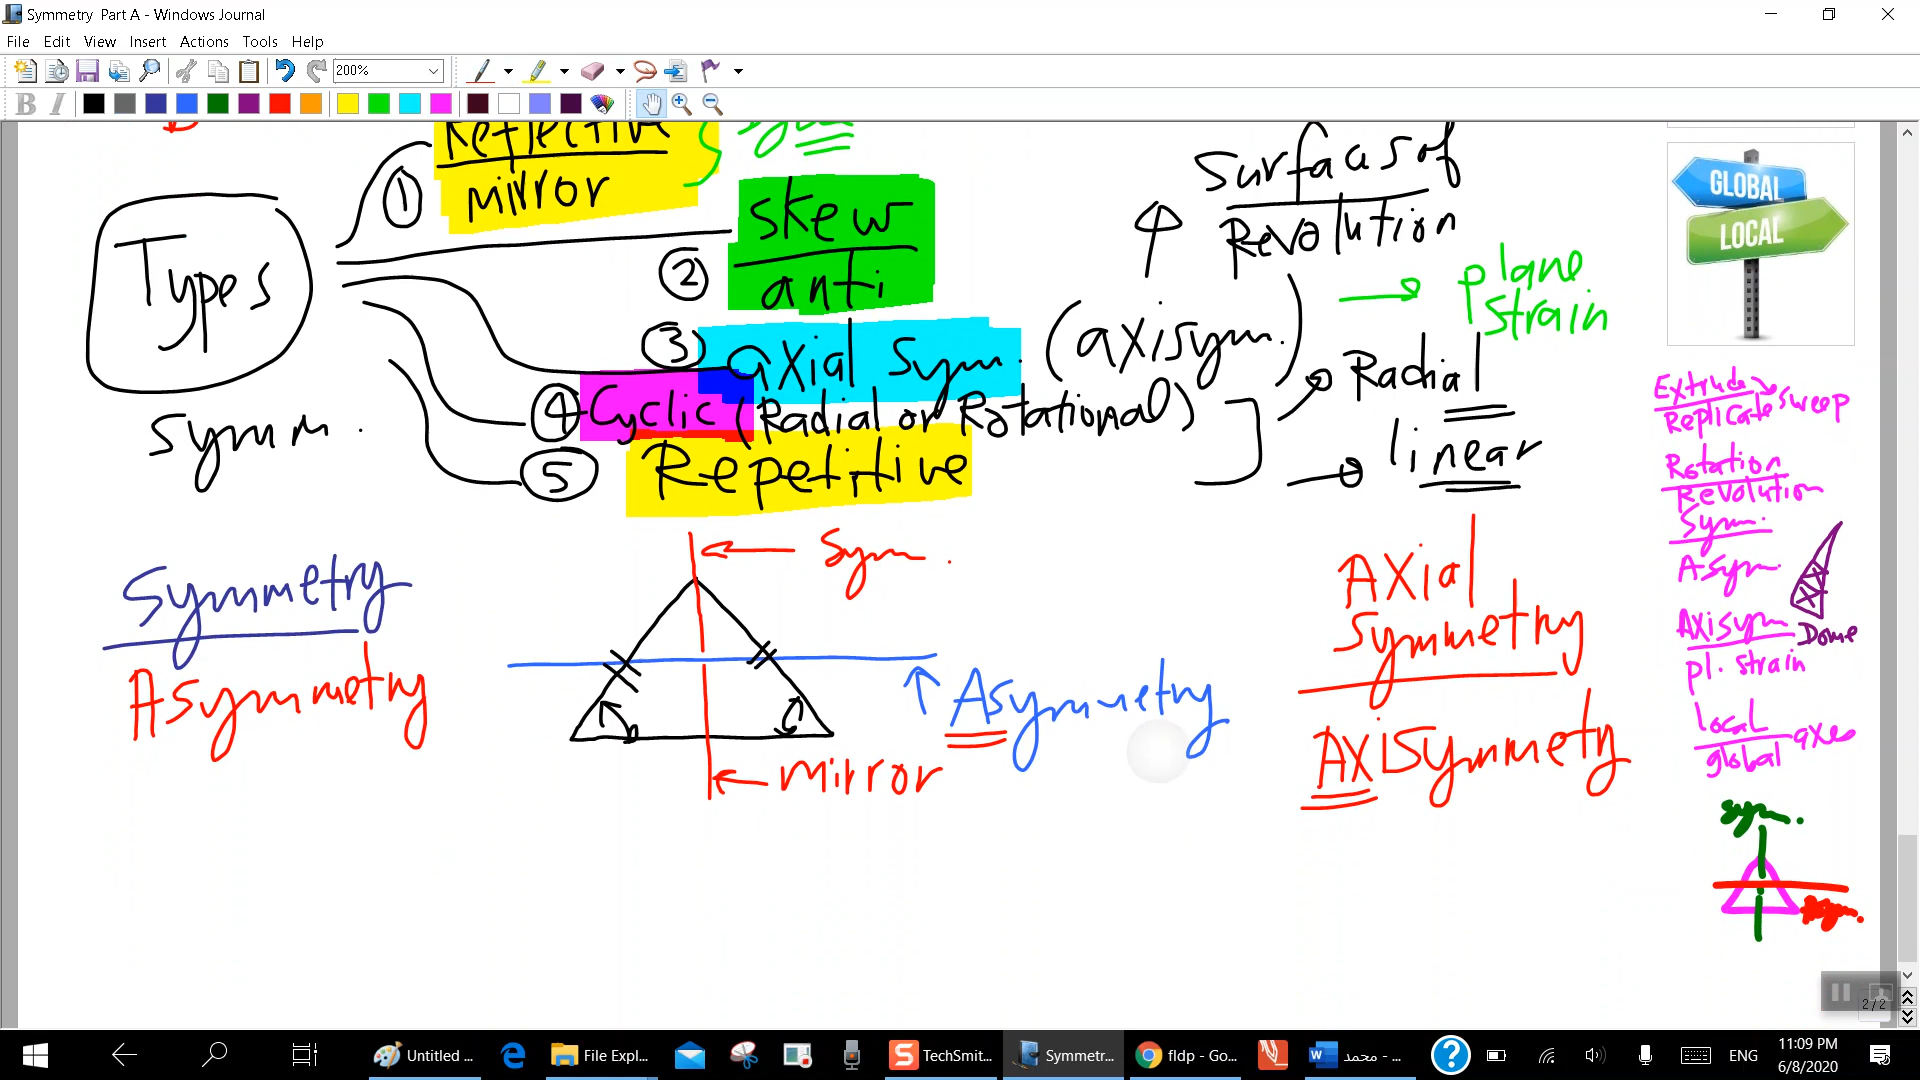 Symmetry Part A - Windows Journal
File Edit View Insert Actions Tools Help
200%
B I
Reflective
① mirror
Types
symm.
② skew
anti
③ axial sym. (axisym.)
④ Cyclic (Radial or Rotational)
⑤ Repetitive
Surfaces of
Revolution
→ plane
strain
Radial
linear
GLOBAL
LOCAL
Extrude
Replicate sweep
Rotation
Revolution
Sym.
Asym.
Axisym
pl. strain
Dome
local
global axes
sym.
Symmetry
Asymmetry
Sym.
Asymmetry
mirror
AXial
Symmetry
AXiSymmety
2 / 2
Untitled ...
File Expl...
TechSmit...
Symmetr...
fldp - Go...
محمد - ...
ENG
11:09 PM
6/8/2020